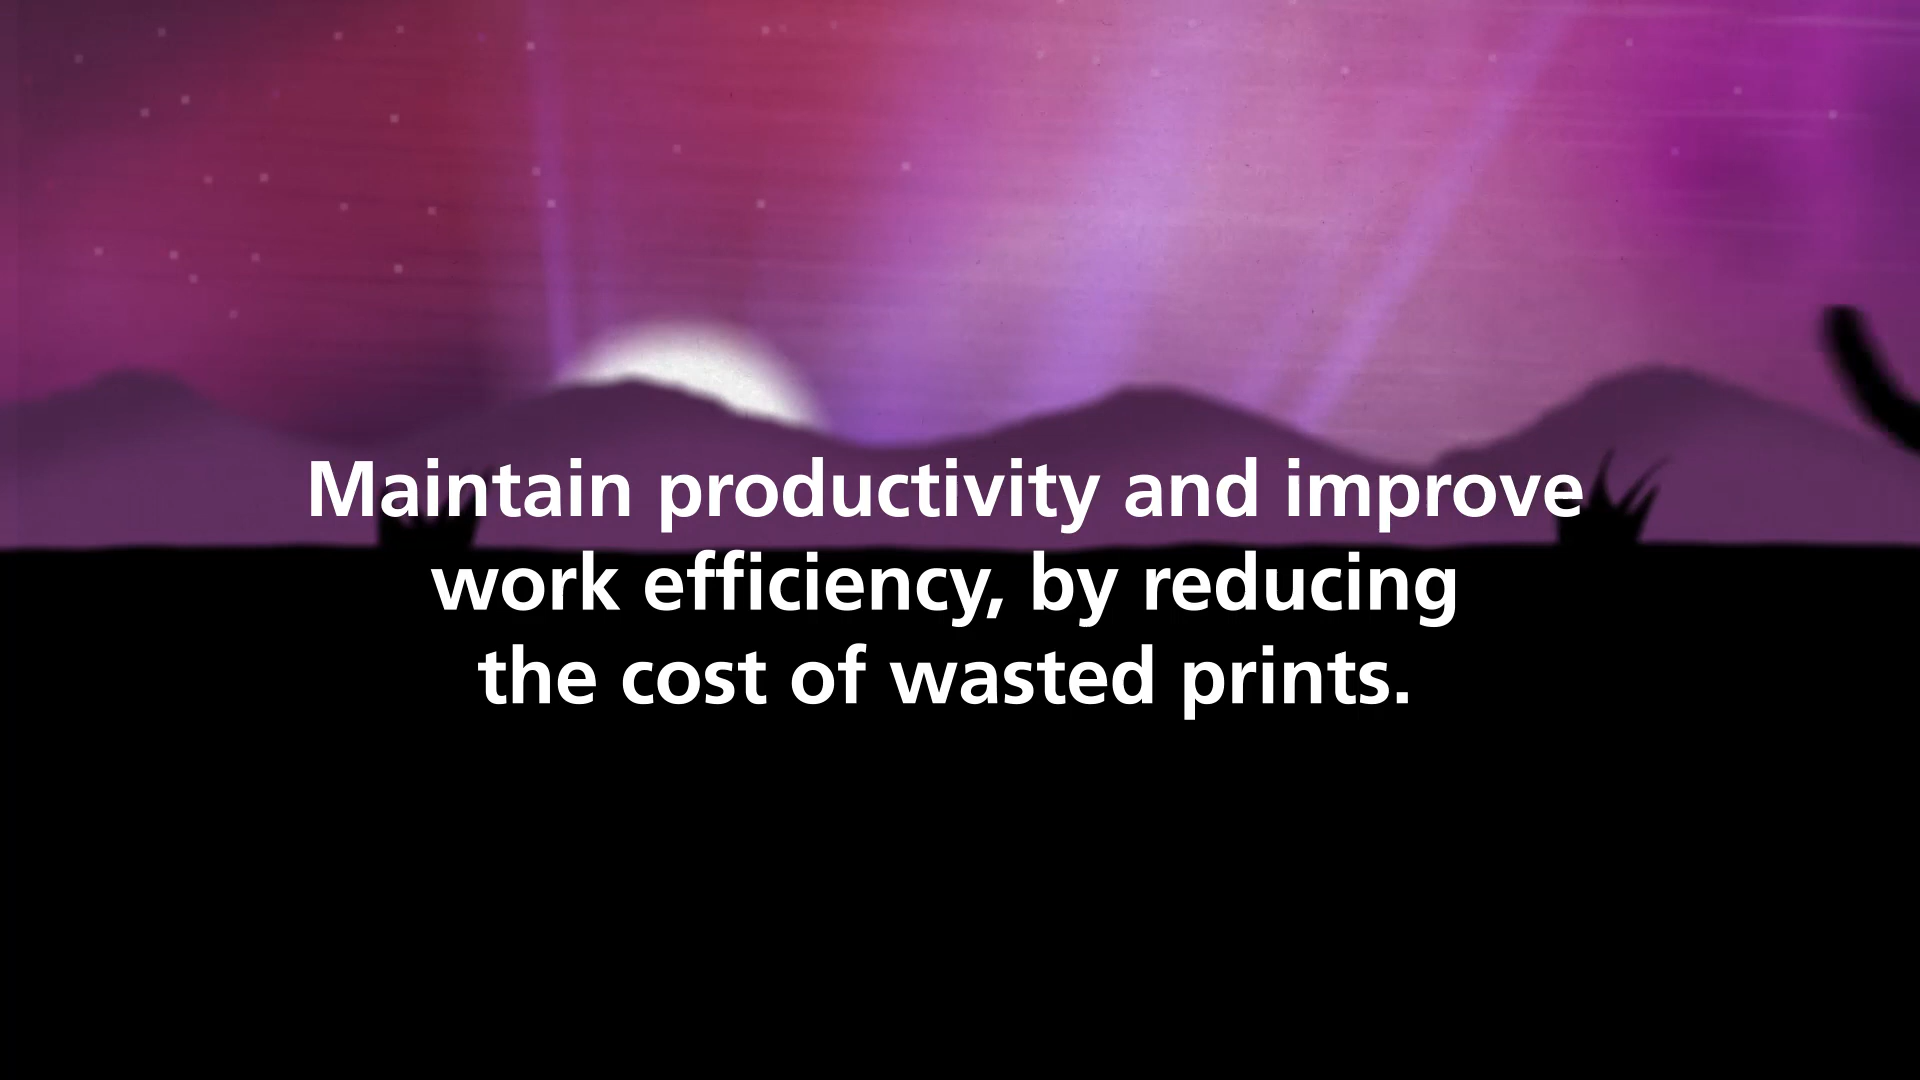 Maintain productivity and improve
work efficiency, by reducing
the cost of wasted prints.